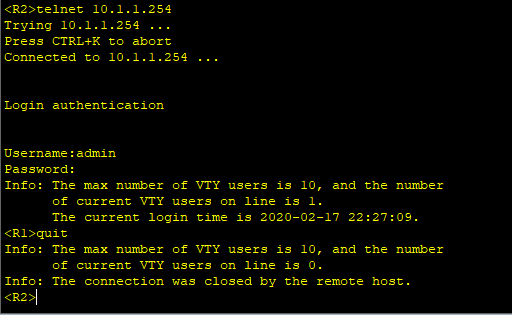 <R2>telnet 10.1.1.254
Trying 10.1.1.254 ...
Press CTRL+K to abort
Connected to 10.1.1.254 ...
Login authentication
Username:admin
Password:
Info: The max number of VTY users is 10, and the number
of current VTY users on line is 1.
The current login time is 2020-02-17 22:27:09.
<R1>quit
Info: The max number of VTY users is 10, and the number
of current VTY users on line is 0.
Info: The connection was closed by the remote host.
<R2>